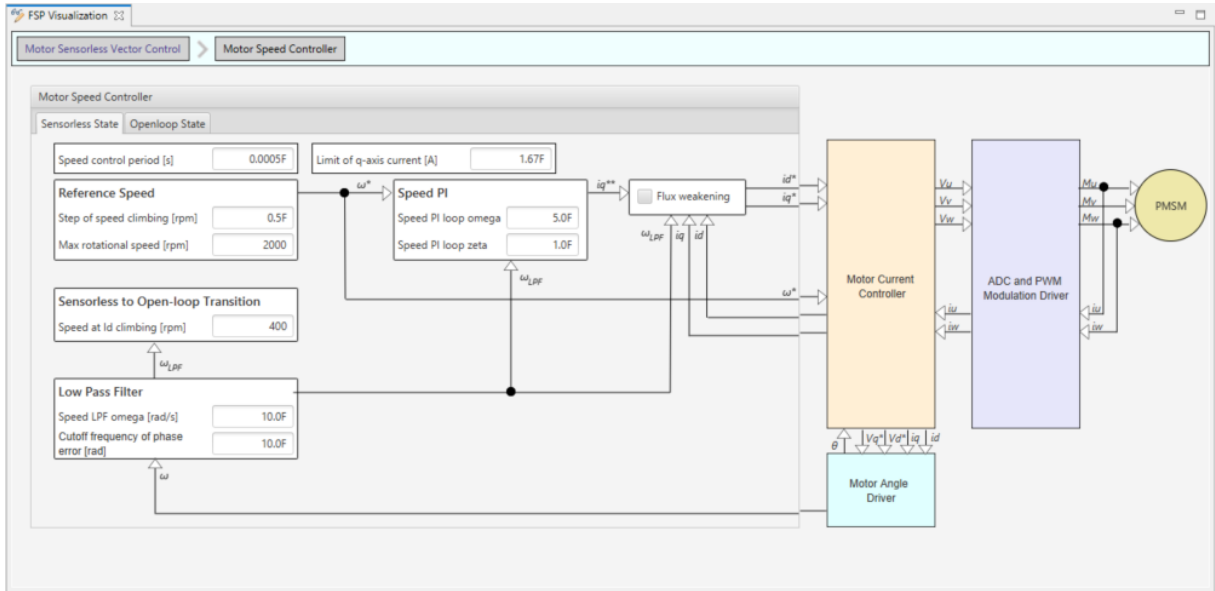 FSP Visualization
Motor Sensorless Vector Control
Motor Speed Controller
Motor Speed Controller
Sensorless State
Openloop State
Speed control period [s]
0.0005F
Limit of q-axis current [A]
1.67F
Reference Speed
Step of speed climbing [rpm]
0.5F
Max rotational speed [rpm]
2000
ω*
Speed PI
Speed PI loop omega
5.0F
Speed PI loop zeta
1.0F
iq**
Flux weakening
id*
iq*
ωLPF
iq
id
ωLPF
ω*
Sensorless to Open-loop Transition
Speed at Id climbing [rpm]
400
ωLPF
Low Pass Filter
Speed LPF omega [rad/s]
10.0F
Cutoff frequency of phase
error [rad]
10.0F
ω
Motor Current
Controller
Vu
Vv
Vw
iu
iw
ADC and PWM
Modulation Driver
Mu
Mv
Mw
iu
iw
PMSM
θ
Vq*
Vd*
iq
id
Motor Angle
Driver